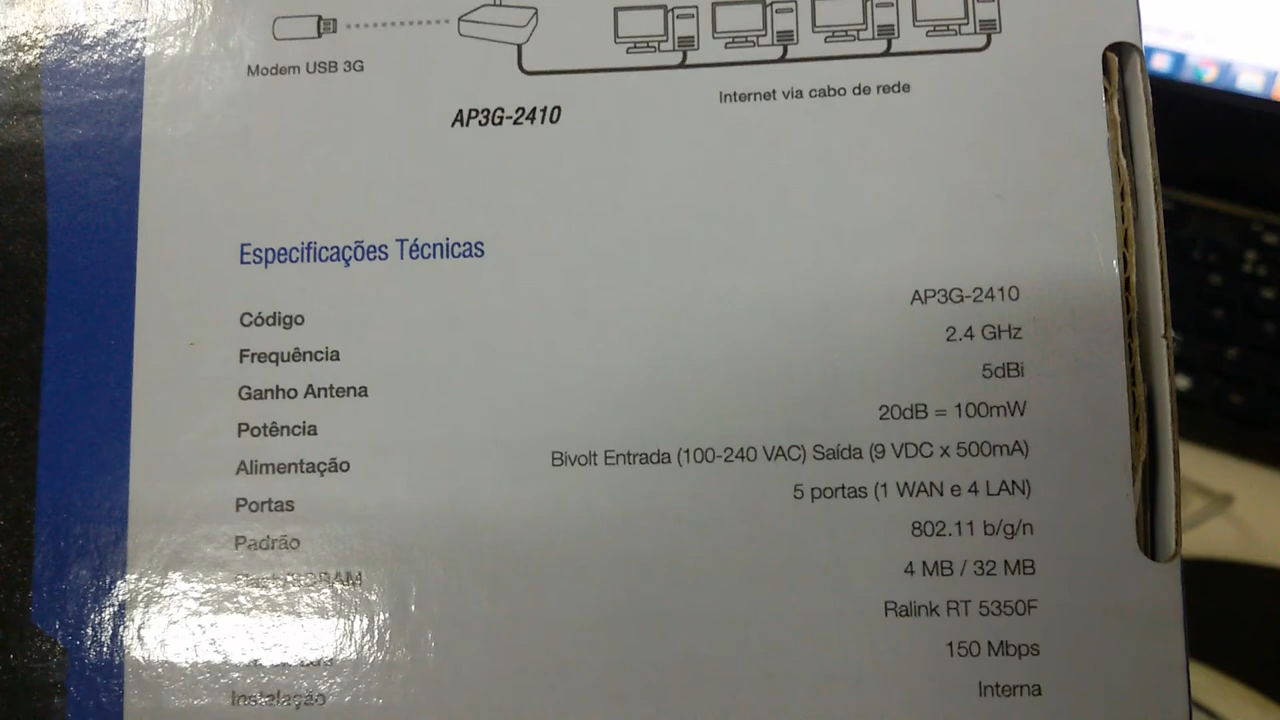 Modem USB 3G
Internet via cabo de rede
AP3G-2410
Especificações Técnicas
Código AP3G-2410
Frequência 2.4 GHz
Ganho Antena 5dBi
Potência 20dB = 100mW
Alimentação Bivolt Entrada (100-240 VAC) Saída (9 VDC x 500mA)
Portas 5 portas (1 WAN e 4 LAN)
Padrão 802.11 b/g/n
4 MB / 32 MB
Ralink RT 5350F
150 Mbps
Instalação Interna